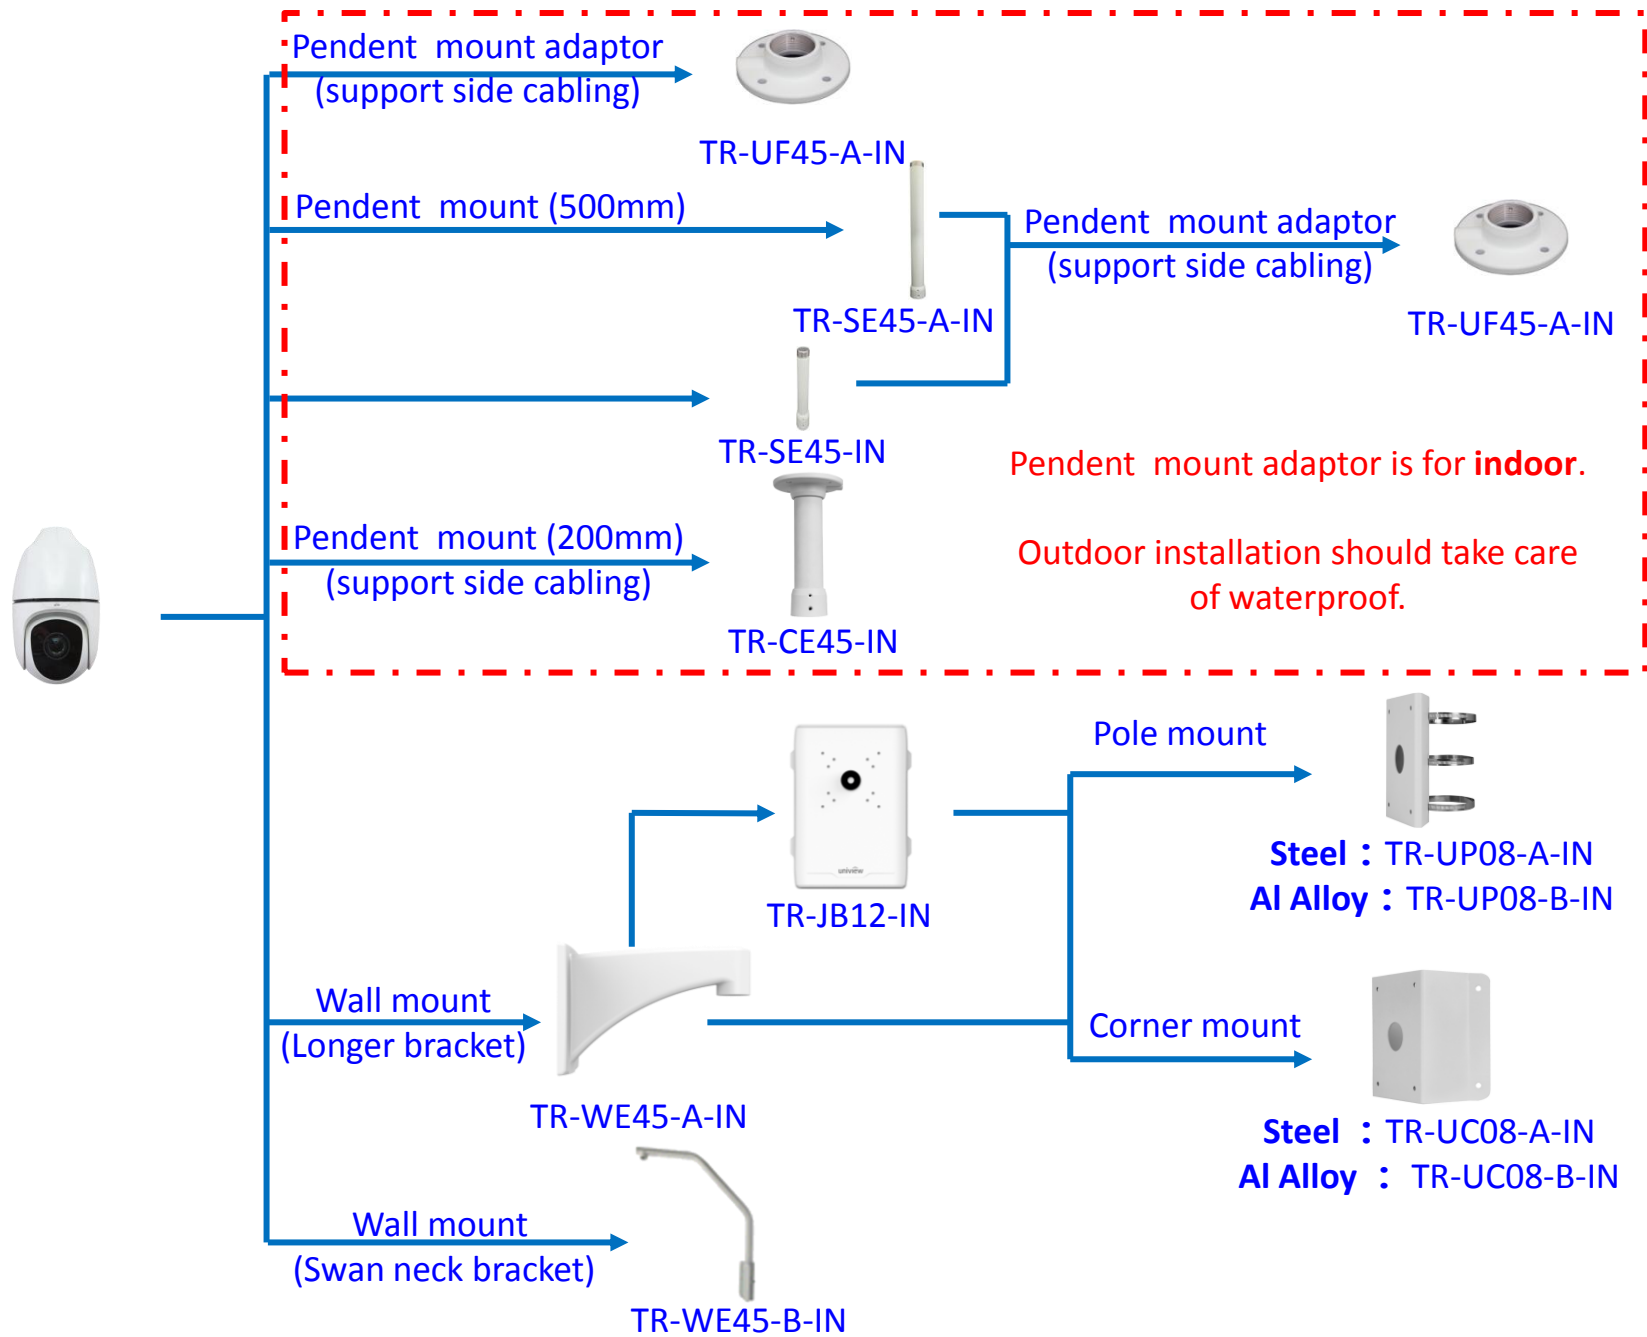 Pendent mount adaptor
(support side cabling)
TR-UF45-A-IN
Pendent mount (500mm)
TR-SE45-A-IN
Pendent mount adaptor
(support side cabling)
TR-UF45-A-IN
TR-SE45-IN
Pendent mount adaptor is for indoor.
Outdoor installation should take care
of waterproof.
Pendent mount (200mm)
(support side cabling)
TR-CE45-IN
uniview
TR-JB12-IN
Pole mount
Steel：TR-UP08-A-IN
Al Alloy：TR-UP08-B-IN
Wall mount
(Longer bracket)
TR-WE45-A-IN
Corner mount
Steel ：TR-UC08-A-IN
Al Alloy ： TR-UC08-B-IN
Wall mount
(Swan neck bracket)
TR-WE45-B-IN